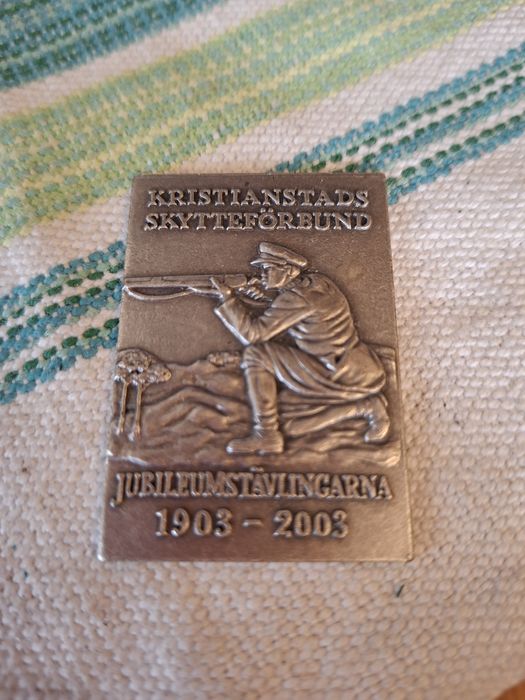 KRISTIANSTADS
SKYTTEFÖRBUND
JUBILEUMSTÄVLINGARNA
1903 - 2003